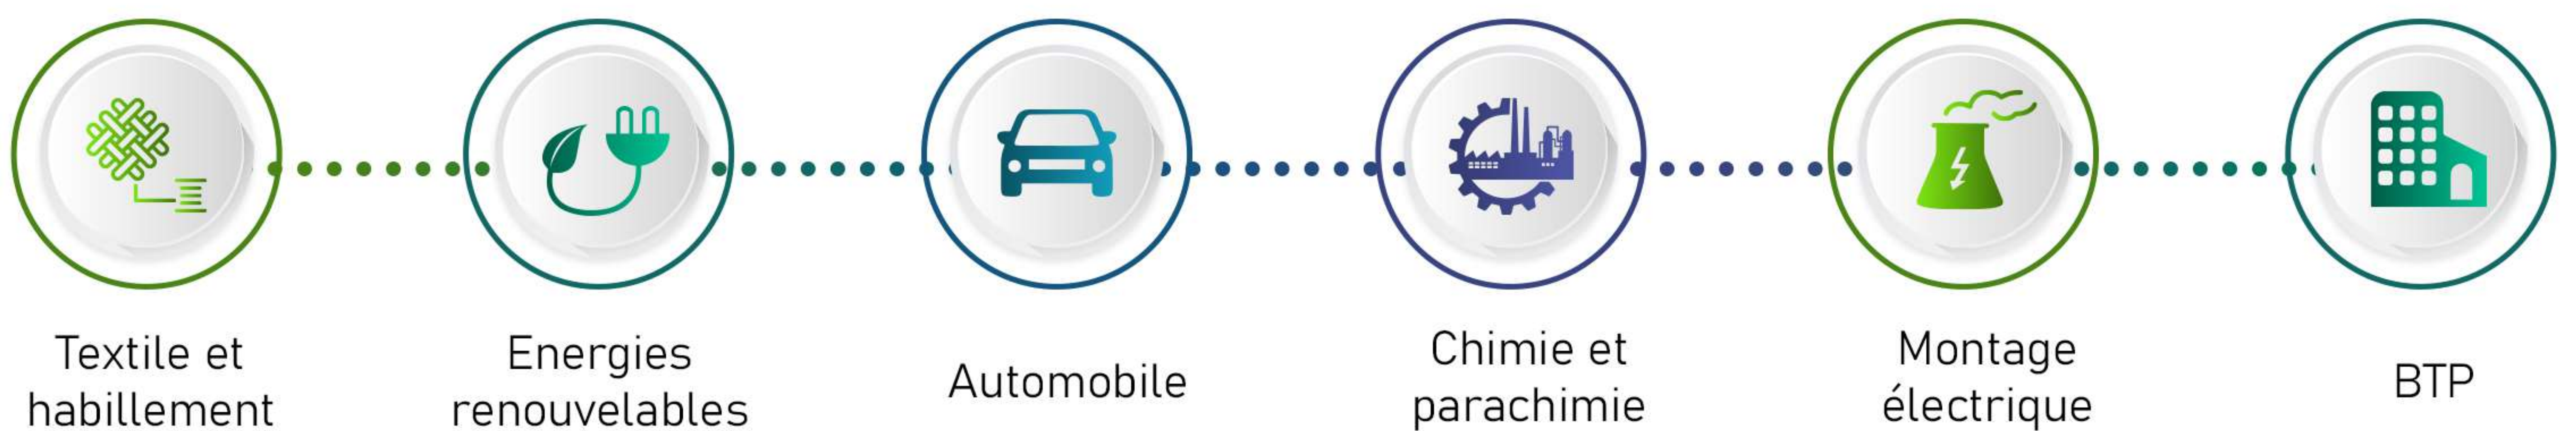 Textile et
habillement
Energies
renouvelables
Automobile
Chimie et
parachimie
Montage
électrique
BTP